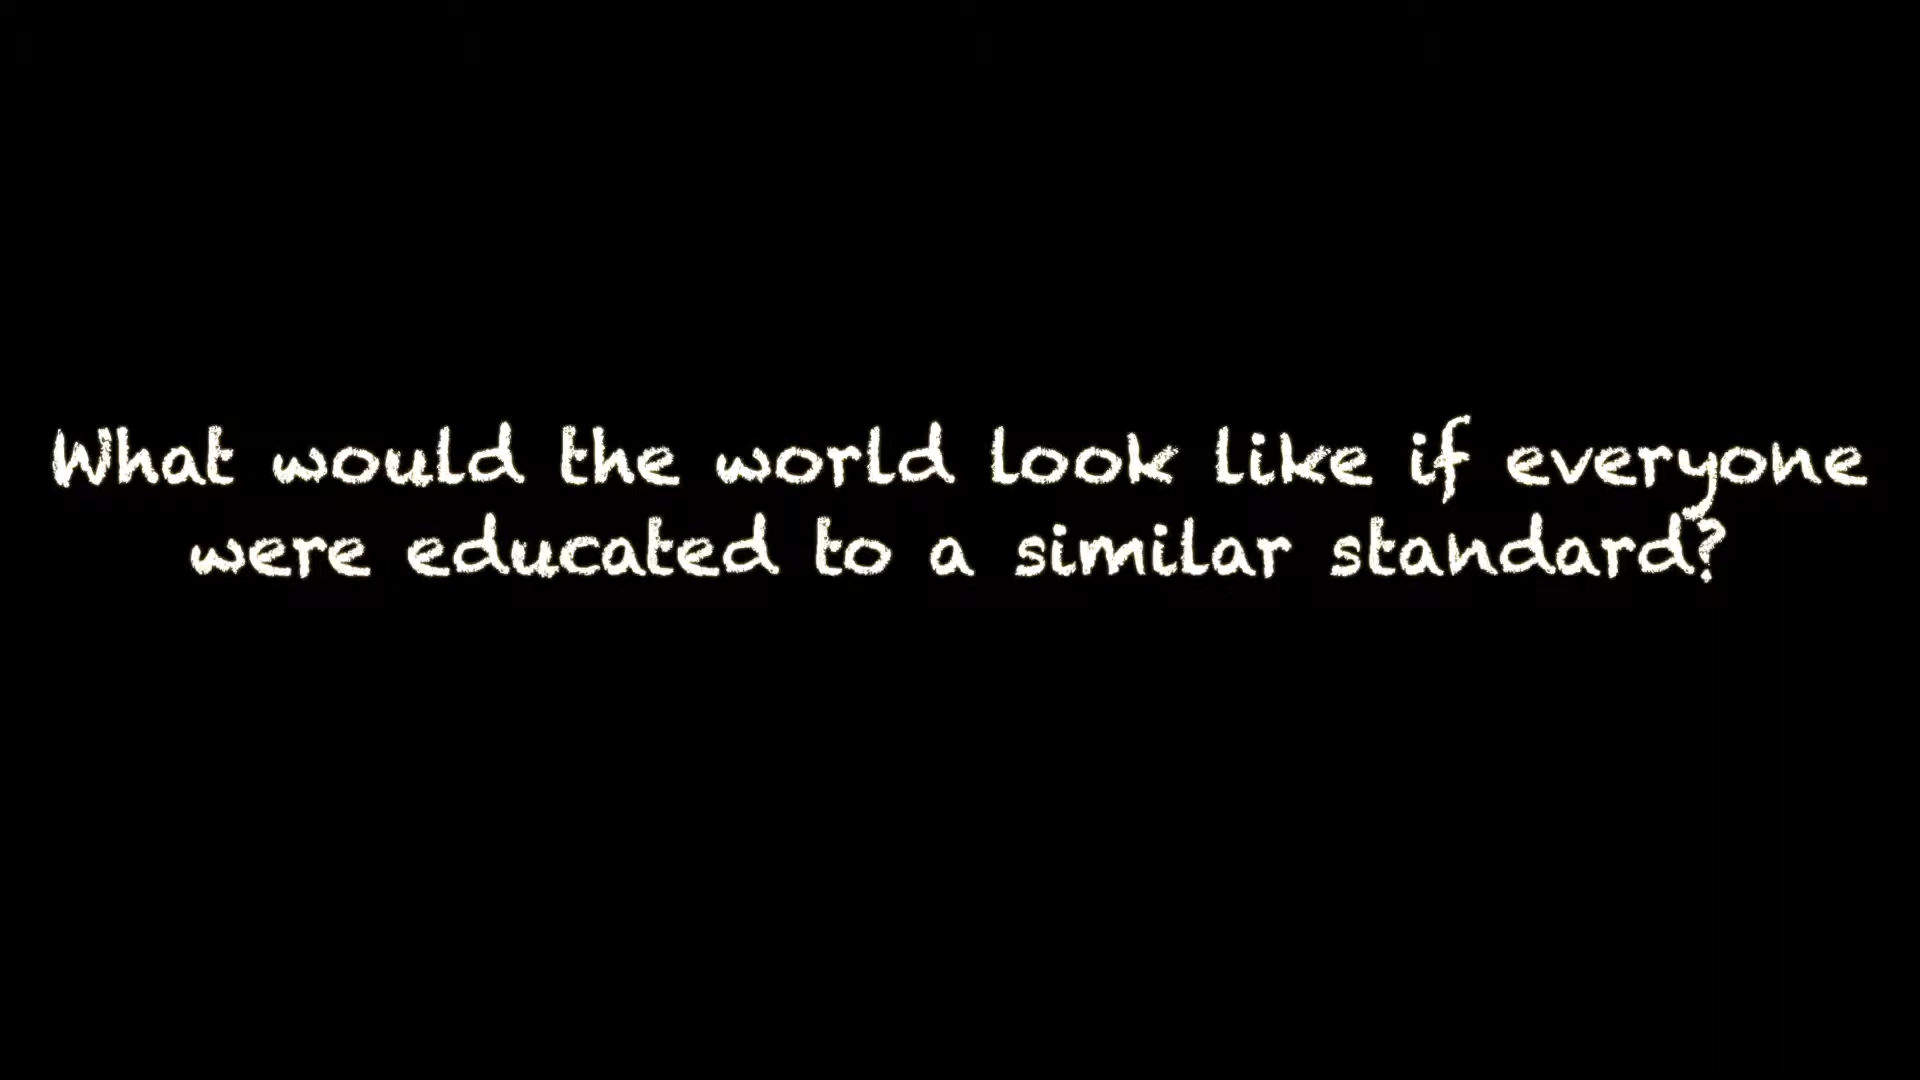 What would the world look like if everyone
were educated to a similar standard?